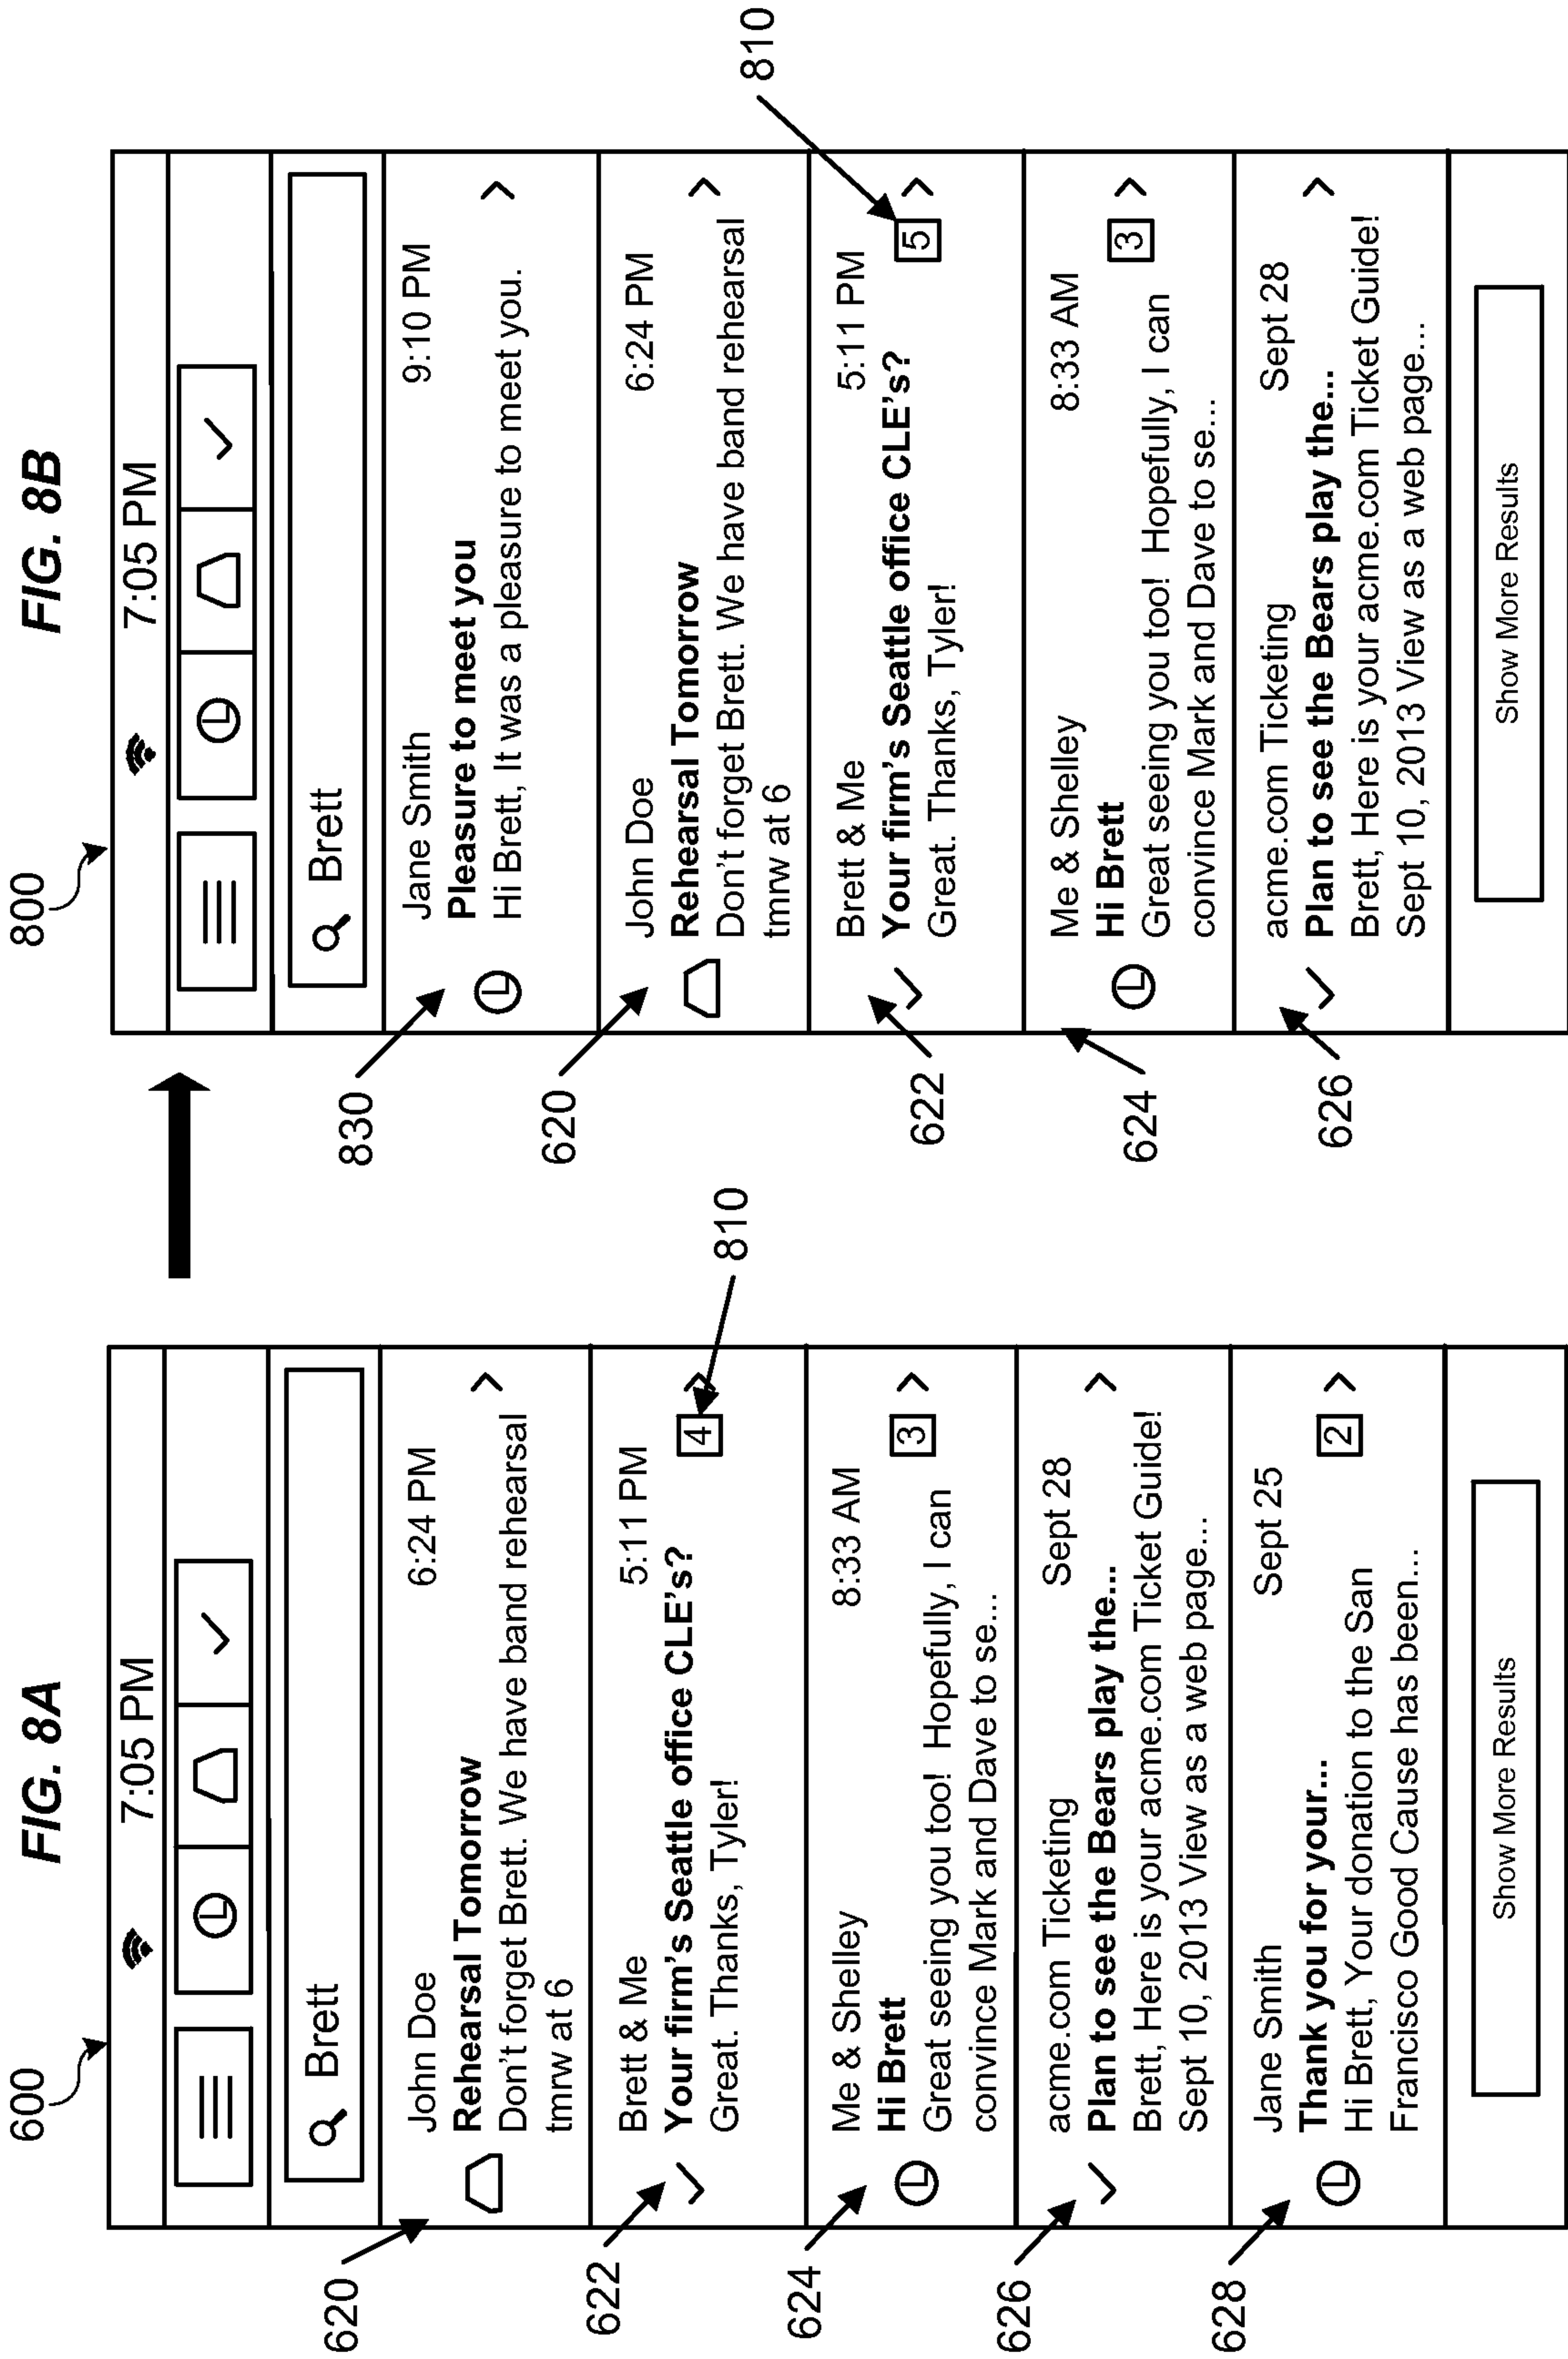 FIG. 8A
600
7:05 PM
Brett
620
John Doe 6:24 PM
Rehearsal Tomorrow
Don't forget Brett. We have band rehearsal
tmrw at 6
622
Brett & Me 5:11 PM
Your firm's Seattle office CLE's? 4
Great. Thanks, Tyler!
810
624
Me & Shelley 8:33 AM
Hi Brett 3
Great seeing you too! Hopefully, I can
convince Mark and Dave to se...
626
acme.com Ticketing Sept 28
Plan to see the Bears play the...
Brett, Here is your acme.com Ticket Guide!
Sept 10, 2013 View as a web page...
628
Jane Smith Sept 25
Thank you for your... 2
Hi Brett, Your donation to the San
Francisco Good Cause has been...
Show More Results
FIG. 8B
800
7:05 PM
Brett
830
Jane Smith 9:10 PM
Pleasure to meet you
Hi Brett, It was a pleasure to meet you.
620
John Doe 6:24 PM
Rehearsal Tomorrow
Don't forget Brett. We have band rehearsal
tmrw at 6
622
Brett & Me 5:11 PM
Your firm's Seattle office CLE's? 5
Great. Thanks, Tyler!
810
624
Me & Shelley 8:33 AM
Hi Brett 3
Great seeing you too! Hopefully, I can
convince Mark and Dave to se...
626
acme.com Ticketing Sept 28
Plan to see the Bears play the...
Brett, Here is your acme.com Ticket Guide!
Sept 10, 2013 View as a web page...
Show More Results